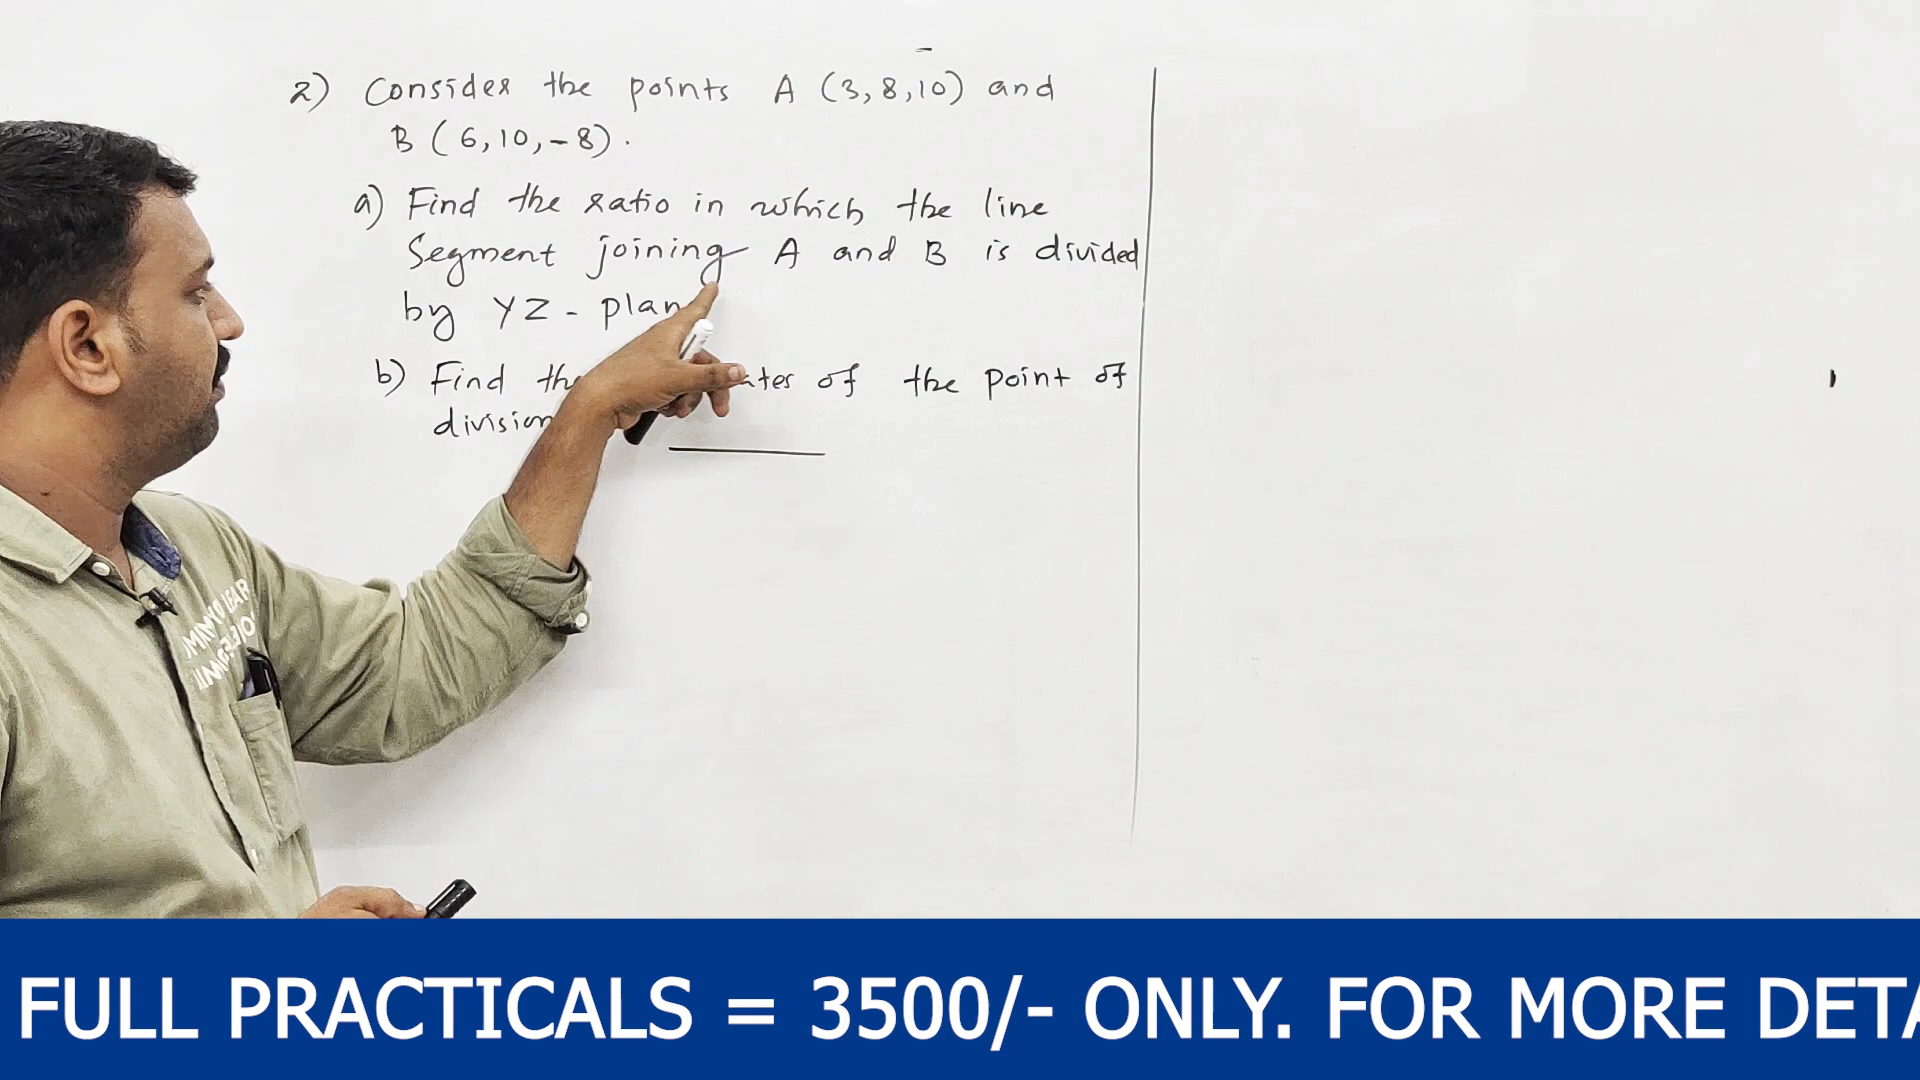 2) Consider the points A (3,8,10) and
B (6,10,-8).
a) Find the ratio in which the line
Segment joining A and B is divided
by YZ - plan
b) Find the ates of the point of
division
FULL PRACTICALS = 3500/- ONLY. FOR MORE DETA